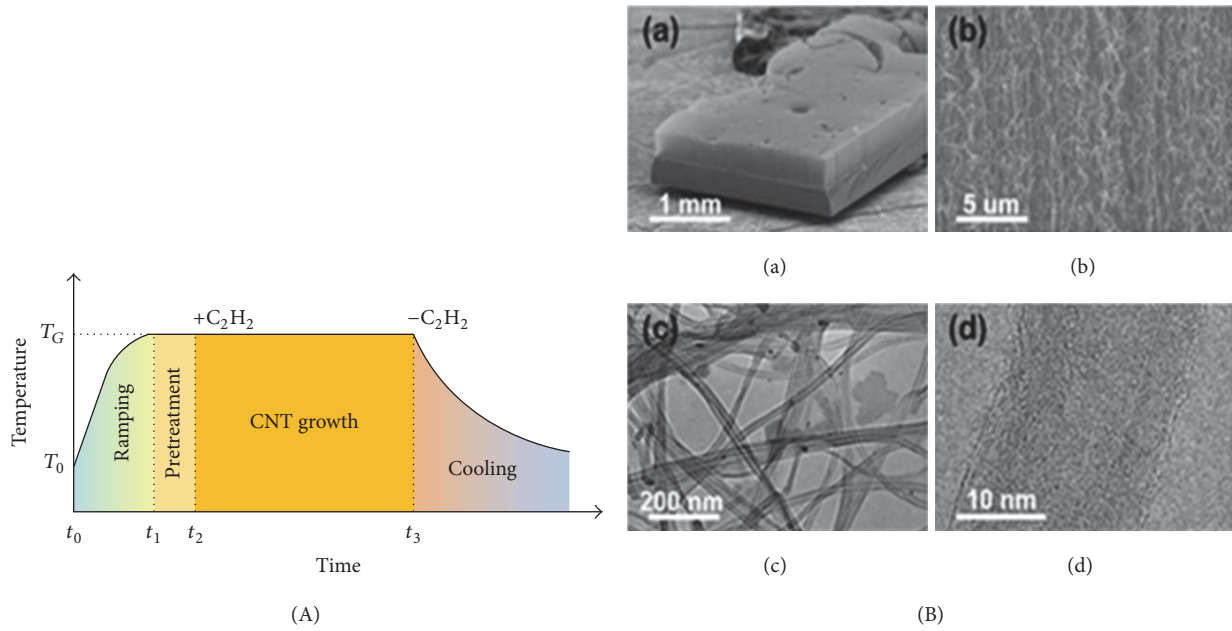 Temperature
T_G
T_0
+C₂H₂
−C₂H₂
Ramping
Pretreatment
CNT growth
Cooling
t_0
t_1
t_2
t_3
Time
(A)
(a)
1 mm
(b)
5 um
(a)
(b)
(c)
200 nm
(d)
10 nm
(c)
(d)
(B)